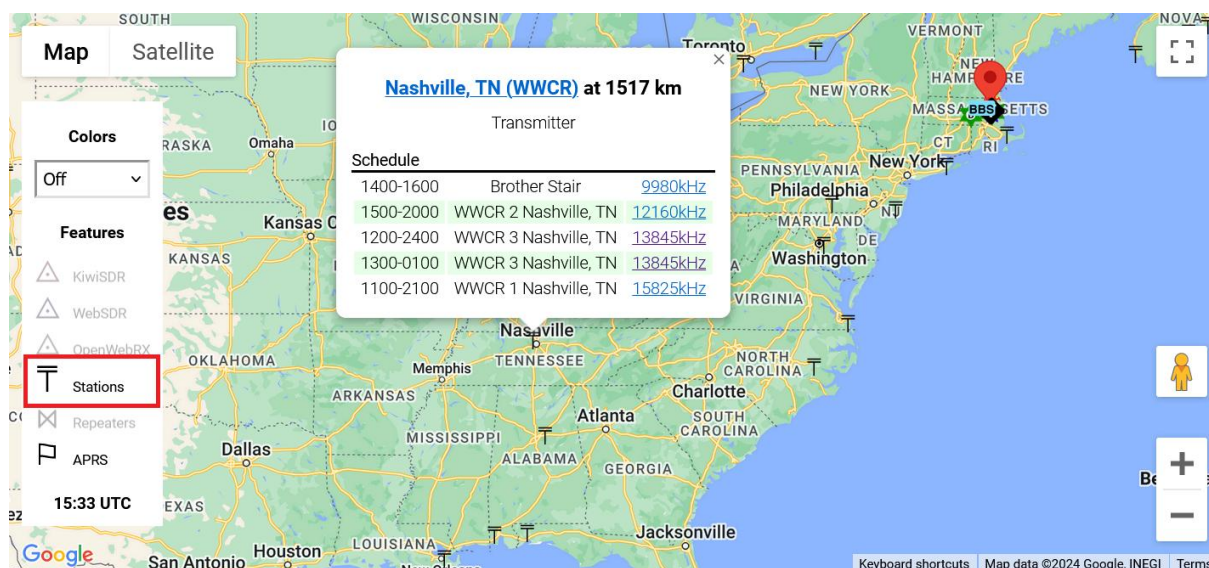 Map Satellite
Colors
Off
Features
KiwiSDR
WebSDR
OpenWebRX
Stations
Repeaters
APRS
15:33 UTC
Google
Nashville, TN (WWCR) at 1517 km
Transmitter
Schedule
1400-1600 Brother Stair 9980kHz
1500-2000 WWCR 2 Nashville, TN 12160kHz
1200-2400 WWCR 3 Nashville, TN 13845kHz
1300-0100 WWCR 3 Nashville, TN 13845kHz
1100-2100 WWCR 1 Nashville, TN 15825kHz
SOUTH
WISCONSIN
Toronto
VERMONT
NOVA
NEW YORK
BBS
CT
RI
Omaha
PENNSYLVANIA
New York
Philadelphia
MARYLAND
NJ
DE
Washington
KANSAS
VIRGINIA
Nashville
TENNESSEE
OKLAHOMA
Memphis
NORTH
CAROLINA
ARKANSAS
Charlotte
Atlanta
SOUTH
CAROLINA
MISSISSIPPI
Dallas
ALABAMA
GEORGIA
Jacksonville
LOUISIANA
Houston
San Antonio
Keyboard shortcuts Map data ©2024 Google, INEGI Terms